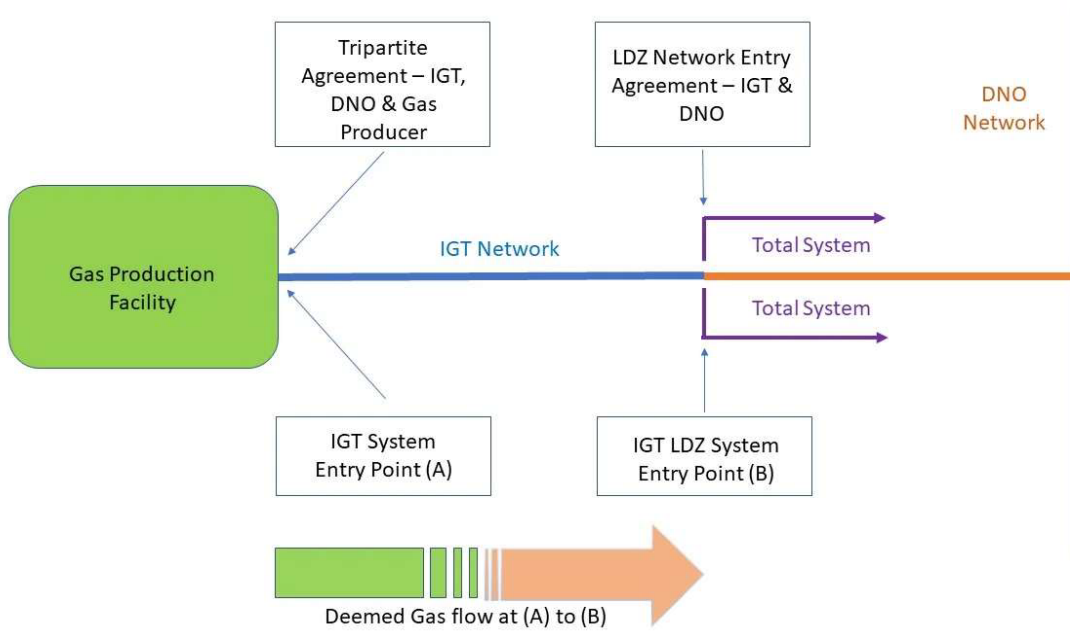 Tripartite
Agreement – IGT,
DNO & Gas
Producer
LDZ Network Entry
Agreement – IGT &
DNO
DNO
Network
Gas Production
Facility
IGT Network
Total System
Total System
IGT System
Entry Point (A)
IGT LDZ System
Entry Point (B)
Deemed Gas flow at (A) to (B)